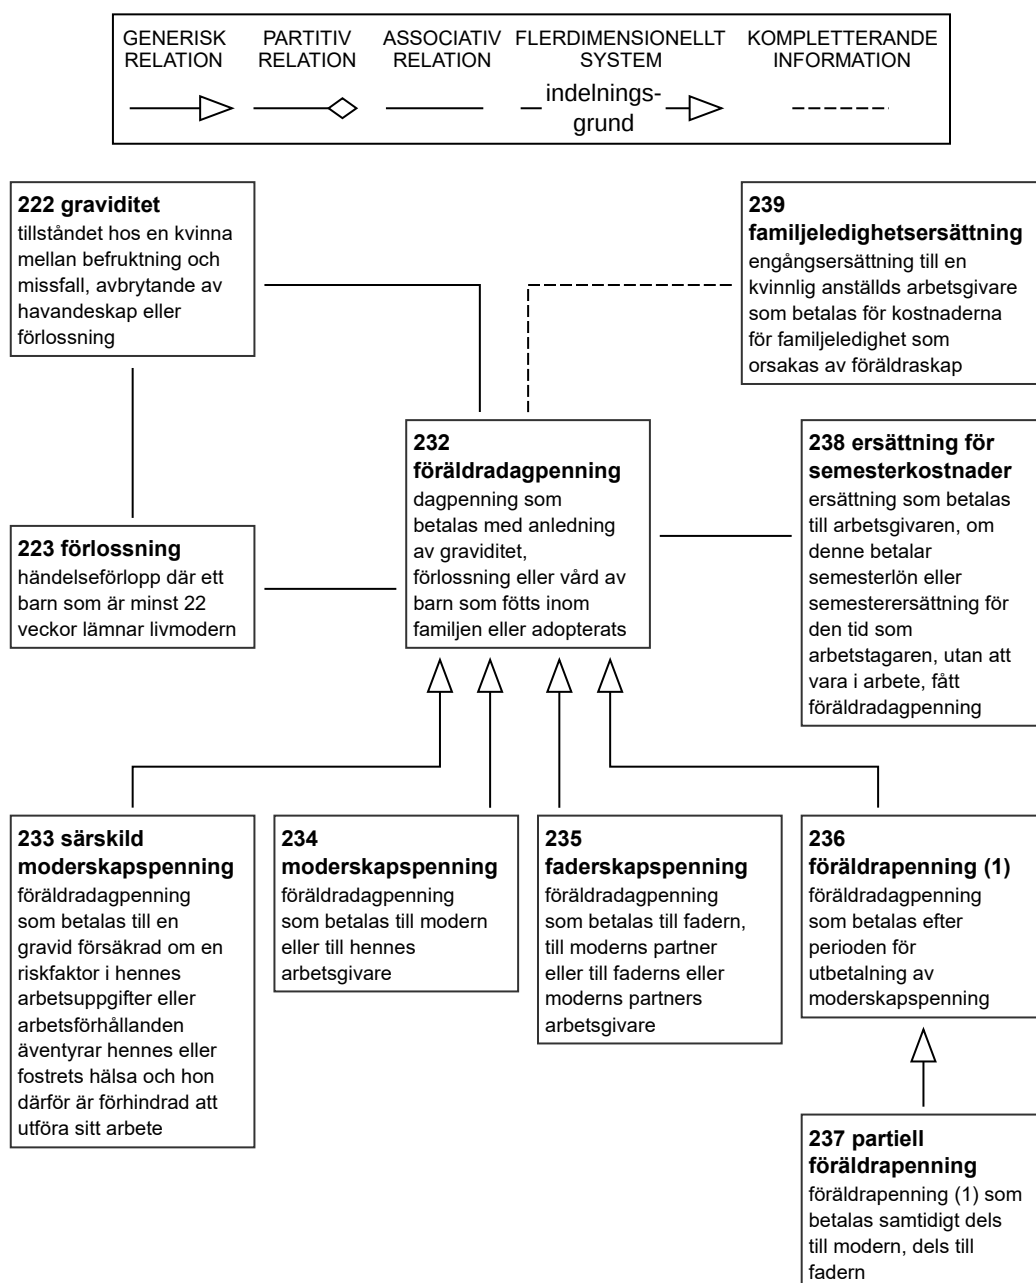 GENERISK
RELATION
PARTITIV
RELATION
ASSOCIATIV
RELATION
FLERDIMENSIONELLT
SYSTEM
KOMPLETTERANDE
INFORMATION
indelnings-
grund
222 graviditet
tillståndet hos en kvinna
mellan befruktning och
missfall, avbrytande av
havandeskap eller
förlossning
239
familjeledighetsersättning
engångsersättning till en
kvinnlig anställds arbetsgivare
som betalas för kostnaderna
för familjeledighet som
orsakas av föräldraskap
232
föräldradagpenning
dagpenning som
betalas med anledning
av graviditet,
förlossning eller vård av
barn som fötts inom
familjen eller adopterats
238 ersättning för
semesterkostnader
ersättning som betalas
till arbetsgivaren, om
denne betalar
semesterlön eller
semesterersättning för
den tid som
arbetstagaren, utan att
vara i arbete, fått
föräldradagpenning
223 förlossning
händelseförlopp där ett
barn som är minst 22
veckor lämnar livmodern
233 särskild
moderskapspenning
föräldradagpenning
som betalas till en
gravid försäkrad om en
riskfaktor i hennes
arbetsuppgifter eller
arbetsförhållanden
äventyrar hennes eller
fostrets hälsa och hon
därför är förhindrad att
utföra sitt arbete
234
moderskapspenning
föräldradagpenning
som betalas till modern
eller till hennes
arbetsgivare
235
faderskapspenning
föräldradagpenning
som betalas till fadern,
till moderns partner
eller till faderns eller
moderns partners
arbetsgivare
236
föräldrapenning (1)
föräldradagpenning
som betalas efter
perioden för
utbetalning av
moderskapspenning
237 partiell
föräldrapenning
föräldrapenning (1) som
betalas samtidigt dels
till modern, dels till
fadern